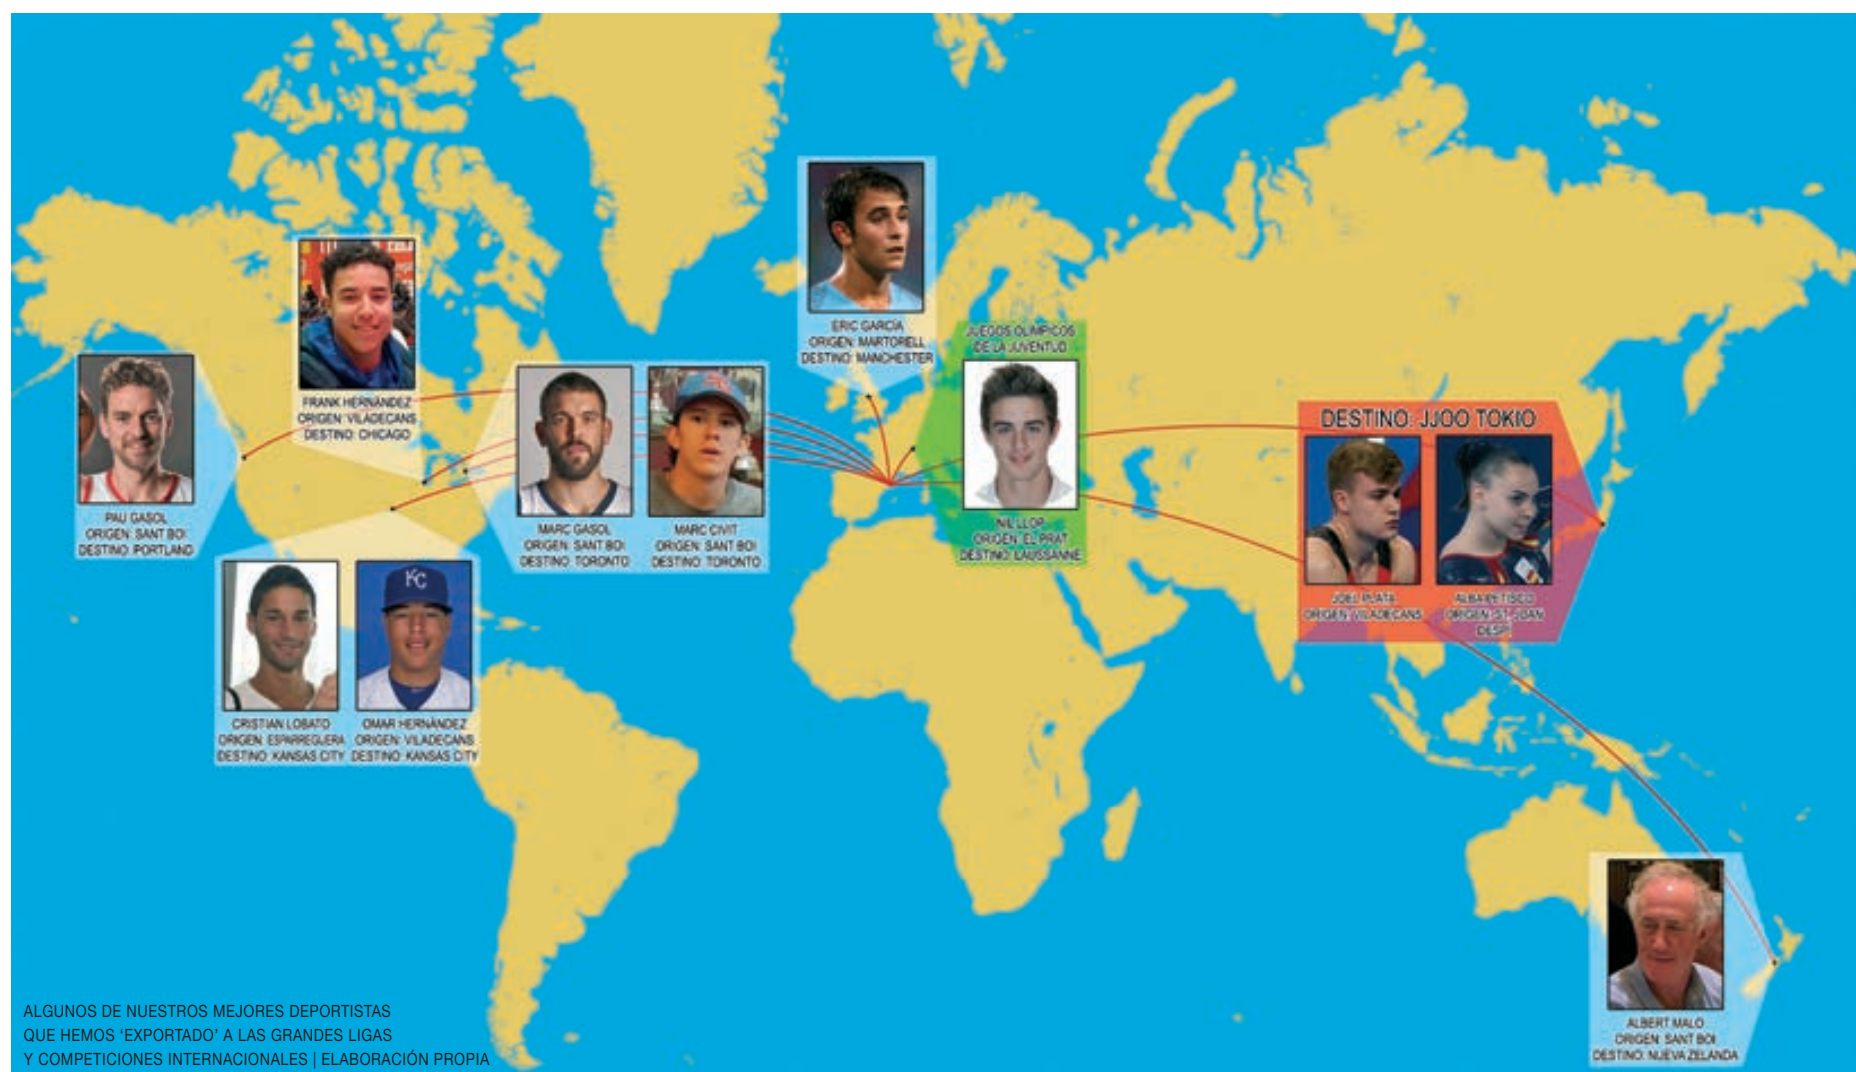 ERIC GARCÍA
ORIGEN: MARTORELL
DESTINO: MANCHESTER
JUEGOS OLÍMPICOS
DE LA JUVENTUD
FRANK HERNÁNDEZ
ORIGEN: VILADECANS
DESTINO: CHICAGO
DESTINO: JJOO TOKIO
PAU GASOL
ORIGEN: SANT BOI
DESTINO: PORTLAND
MARC GASOL
ORIGEN: SANT BOI
DESTINO: TORONTO
MARC CIVIT
ORIGEN: SANT BOI
DESTINO: TORONTO
NIL LLOP
ORIGEN: EL PRAT
DESTINO: LAUSSANNE
KC
JOEL PLATA
ORIGEN: VILADECANS
ALBA PETISCO
ORIGEN: ST. JOAN
DESPÍ
CRISTIAN LOBATO
ORIGEN: ESPARREGUERA
DESTINO: KANSAS CITY
OMAR HERNÁNDEZ
ORIGEN: VILADECANS
DESTINO: KANSAS CITY
ALBERT MALO
ORIGEN: SANT BOI
DESTINO: NUEVA ZELANDA
ALGUNOS DE NUESTROS MEJORES DEPORTISTAS
QUE HEMOS ‘EXPORTADO’ A LAS GRANDES LIGAS
Y COMPETICIONES INTERNACIONALES | ELABORACIÓN PROPIA